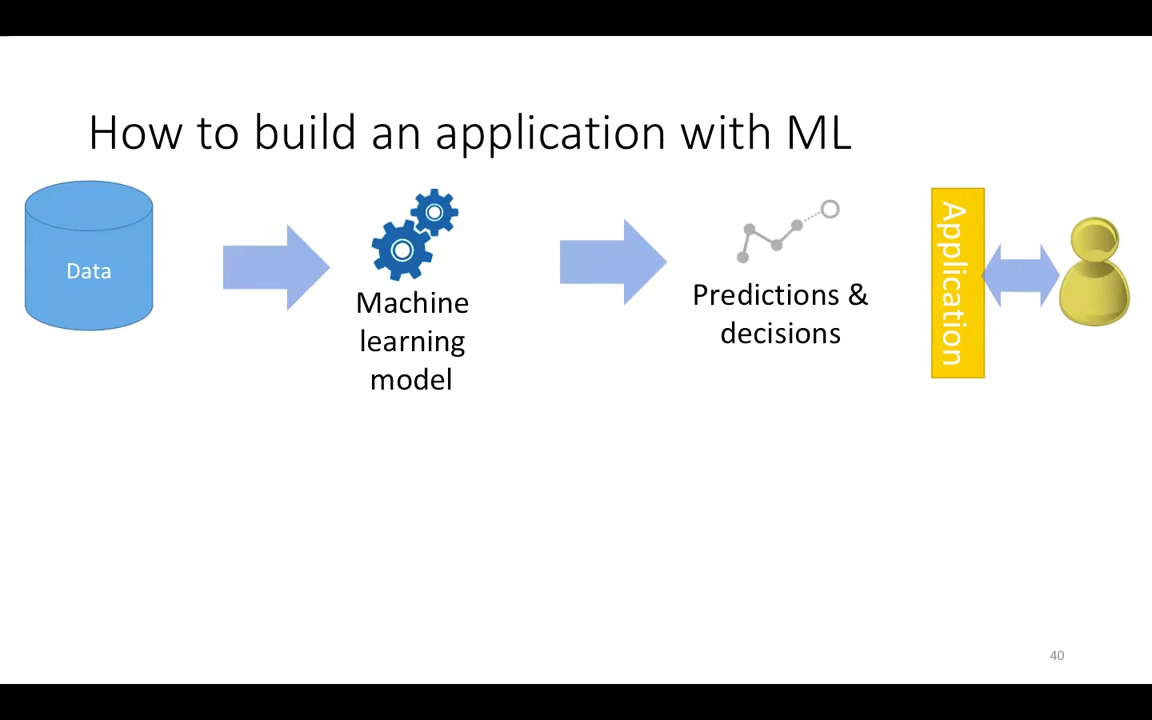 How to build an application with ML
Data
Machine
learning
model
Predictions &
decisions
Application
40